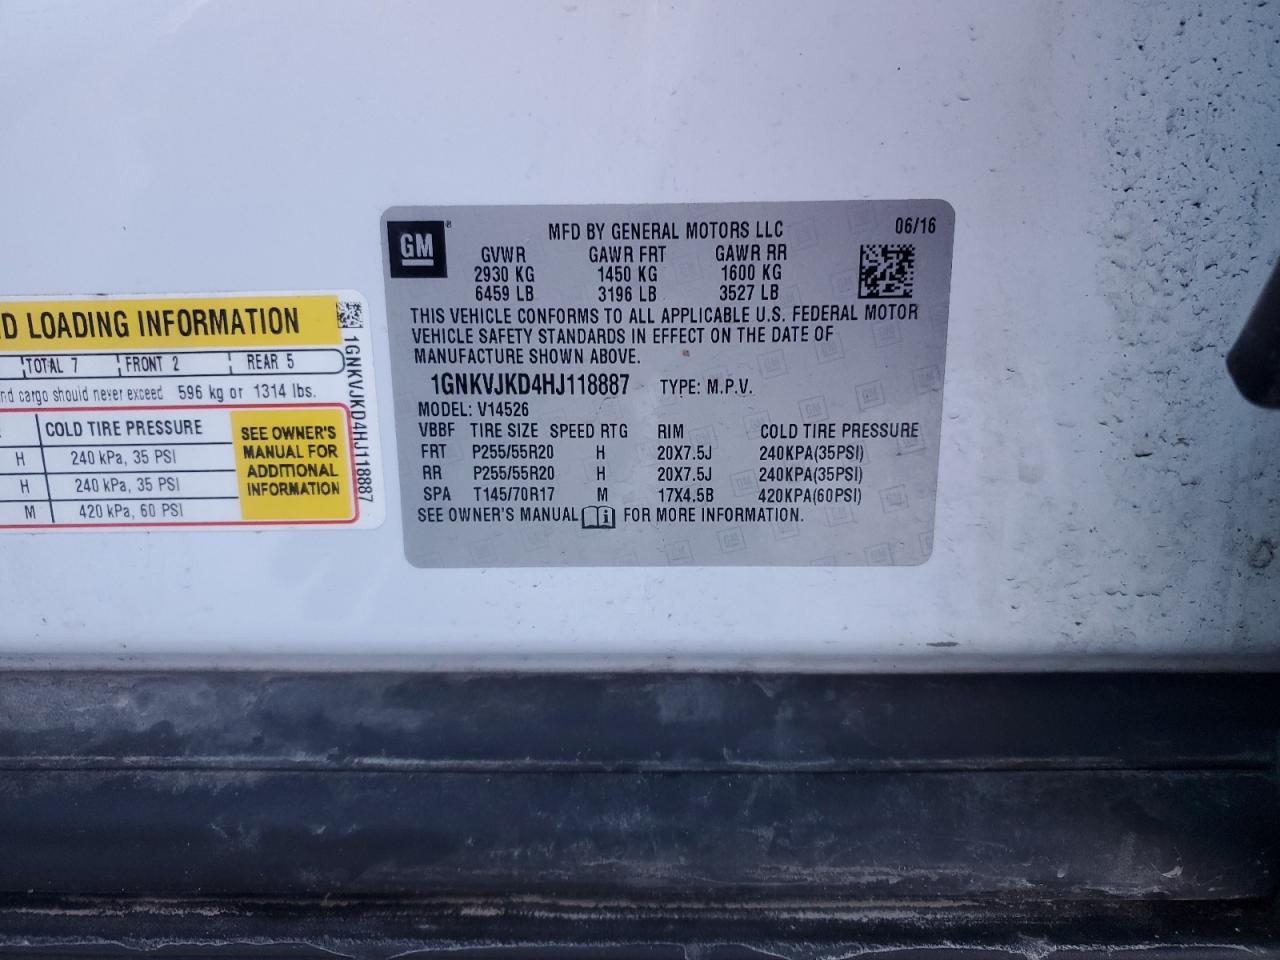 D LOADING INFORMATION
TOTAL 7 FRONT 2 REAR 5
and cargo should never exceed 596 kg or 1314 lbs.
COLD TIRE PRESSURE
H 240 kPa, 35 PSI
H 240 kPa, 35 PSI
M 420 kPa, 60 PSI
SEE OWNER'S
MANUAL FOR
ADDITIONAL
INFORMATION
1GNKVJKD4HJ118887
GM®
MFD BY GENERAL MOTORS LLC 06/16
GVWR GAWR FRT GAWR RR
2930 KG 1450 KG 1600 KG
6459 LB 3196 LB 3527 LB
THIS VEHICLE CONFORMS TO ALL APPLICABLE U.S. FEDERAL MOTOR
VEHICLE SAFETY STANDARDS IN EFFECT ON THE DATE OF
MANUFACTURE SHOWN ABOVE.
1GNKVJKD4HJ118887 TYPE: M.P.V.
MODEL: V14526
VBBF TIRE SIZE SPEED RTG RIM COLD TIRE PRESSURE
FRT P255/55R20 H 20X7.5J 240KPA(35PSI)
RR P255/55R20 H 20X7.5J 240KPA(35PSI)
SPA T145/70R17 M 17X4.5B 420KPA(60PSI)
SEE OWNER'S MANUAL i FOR MORE INFORMATION.